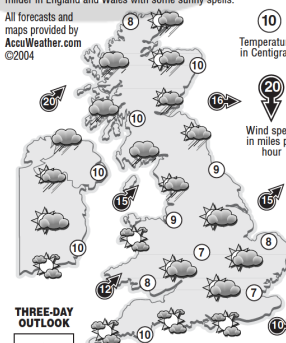 milder in England and Wales with some sunny spells.
All forecasts and
maps provided by
AccuWeather.com
©2004
8
10
Temperatu
in Centigra
10
20
16
20
10
Wind spe
in miles p
hour
9
10
15
15
9
10
7
8
12
8
7
THREE-DAY
OUTLOOK
10
10